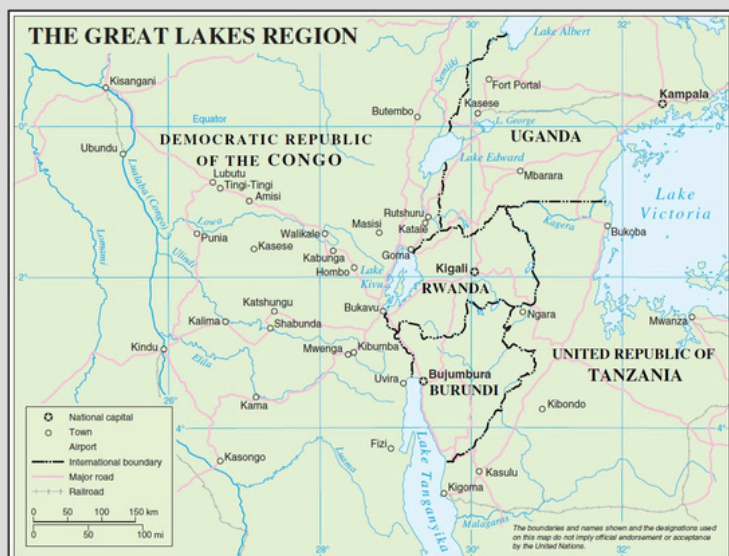 THE GREAT LAKES REGION
30°
32°
Lake Albert
Kisangani
Semliki
Fort Portal
Kampala
Kasese
Butembo
Equator
L. George
0°
0°
DEMOCRATIC REPUBLIC
OF THE CONGO
UGANDA
Ubundu
Lake Edward
Lualaba (Congo)
Lubutu
Tingi-Tingi
Amisi
Mbarara
Lake
Victoria
Rutshuru
Lomami
Lowa
Masisi
Katale
Kagera
Bukoba
Punia
Walikale
Ulindi
Kasese
Kabunga
Goma
Hombo
Lake
Kivu
Kigali
RWANDA
2°
2°
Katshungu
Bukavu
Ngara
Kalima
Shabunda
Mwanza
Kindu
Elila
Mwenga
Kibumba
UNITED REPUBLIC OF
TANZANIA
26°
Uvira
Bujumbura
BURUNDI
Kama
Kibondo
4°
4°
National capital
Town
Airport
International boundary
Major road
Railroad
0 50 100 150 km
0 50 100 mi
Kasongo
Luama
Fizi
Lake Tanganyika
Kasulu
Kigoma
Malagarasi
28°
30°
32°
The boundaries and names shown and the designations used
on this map do not imply official endorsement or acceptance
by the United Nations.